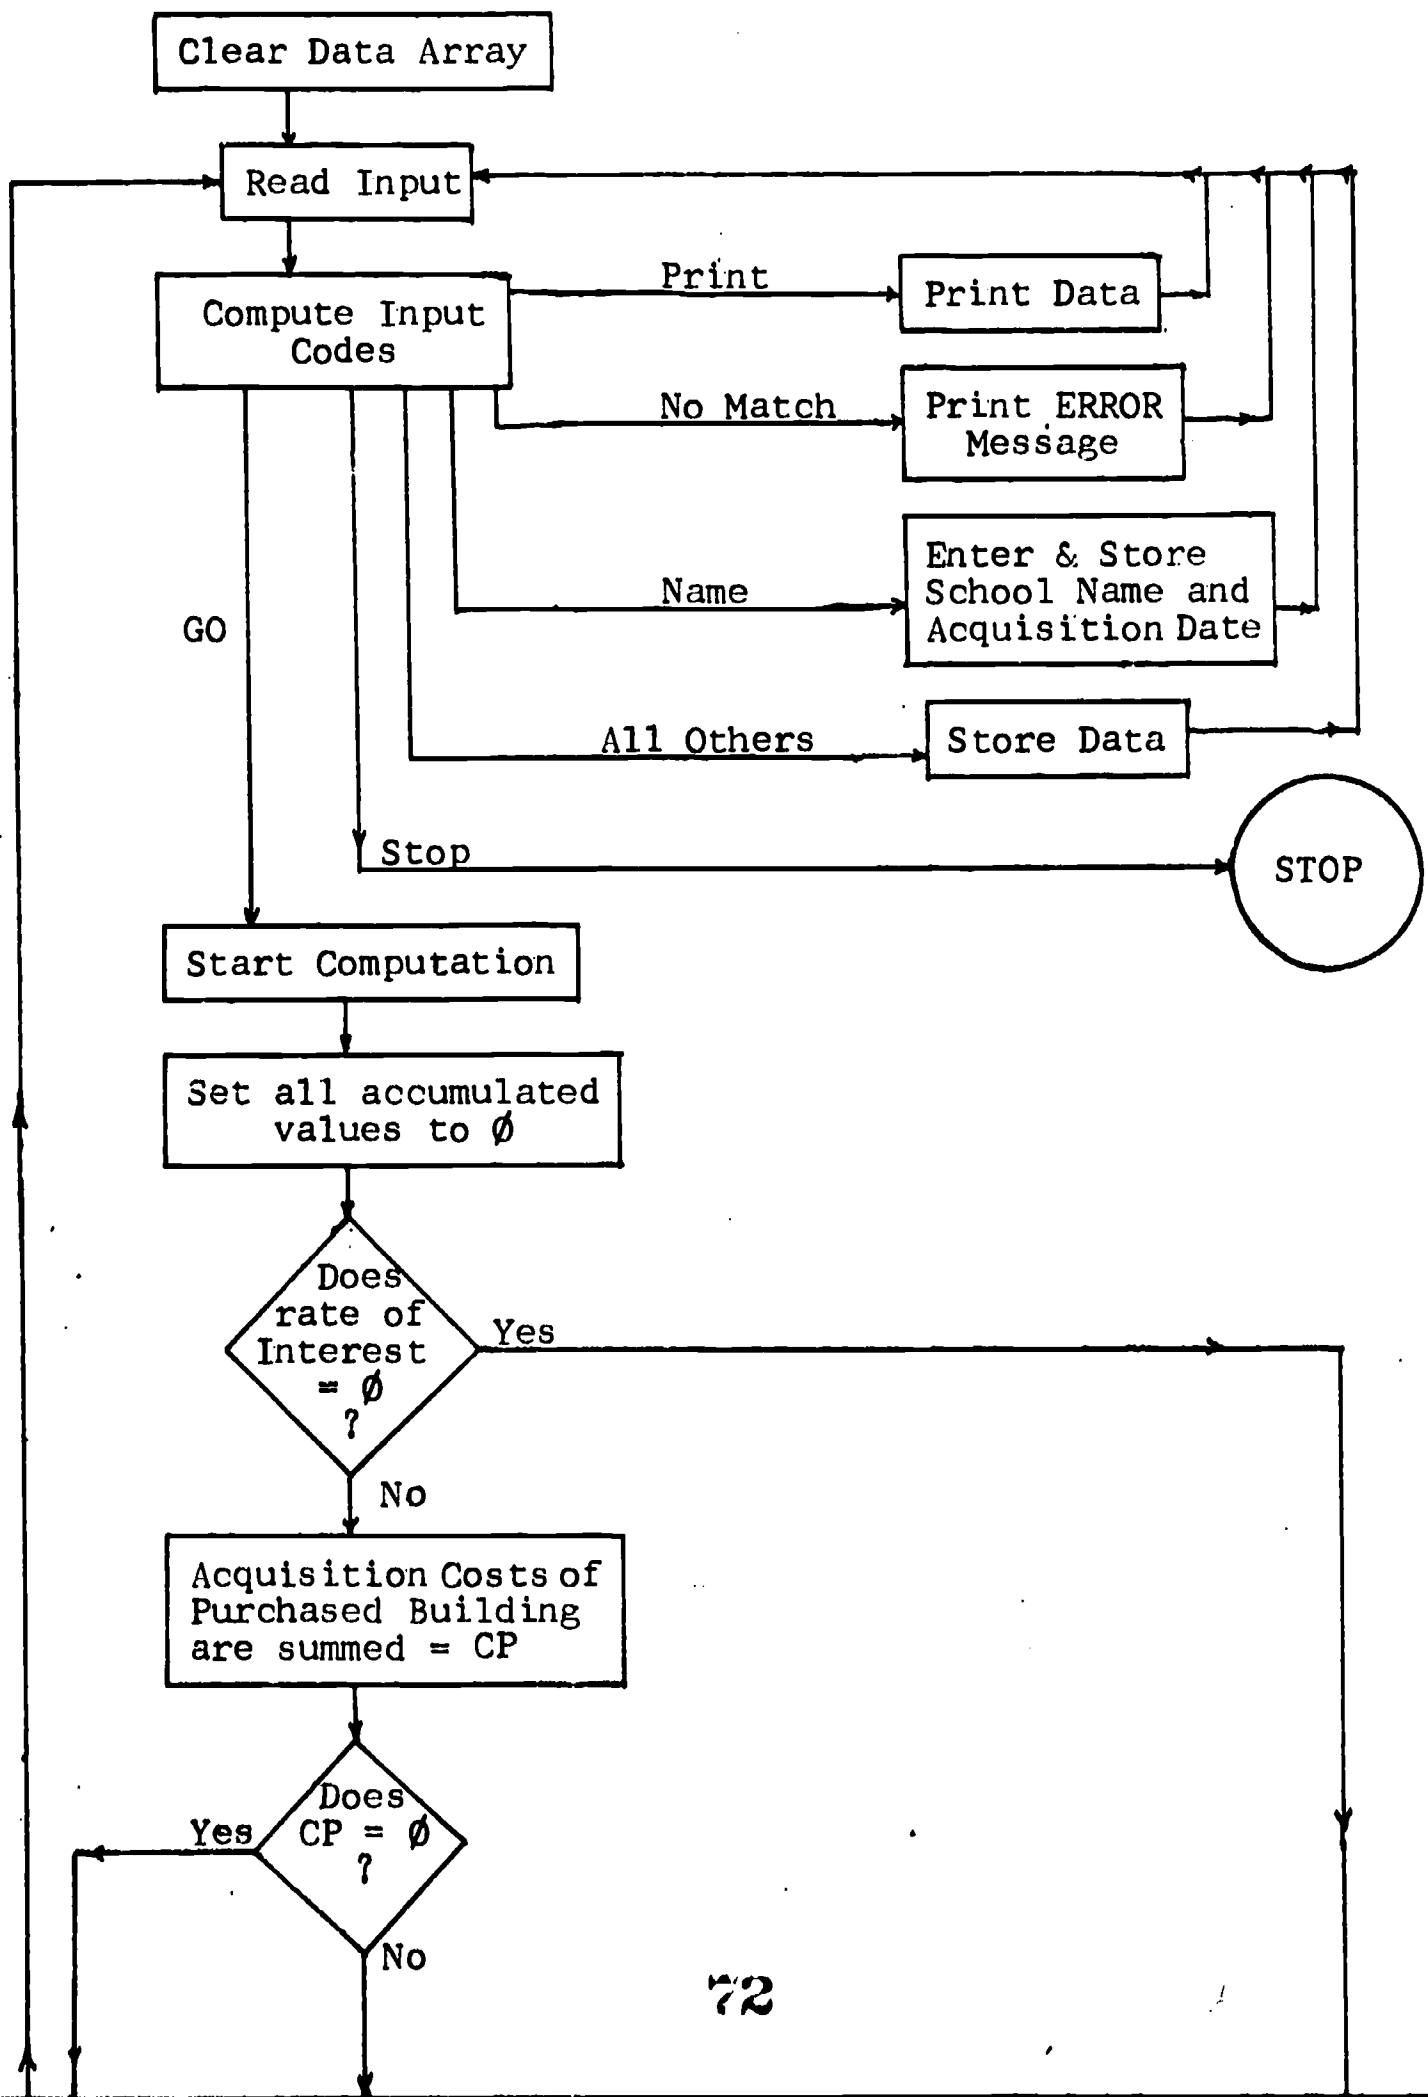 Clear Data Array
Read Input
Compute Input
Codes
Print
Print Data
No Match
Print ERROR
Message
Name
Enter & Store
School Name and
Acquisition Date
GO
All Others
Store Data
Stop
STOP
Start Computation
Set all accumulated
values to Ø
Does
rate of
Interest
= Ø
?
Yes
No
Acquisition Costs of
Purchased Building
are summed = CP
Does
CP = Ø
?
Yes
No
72